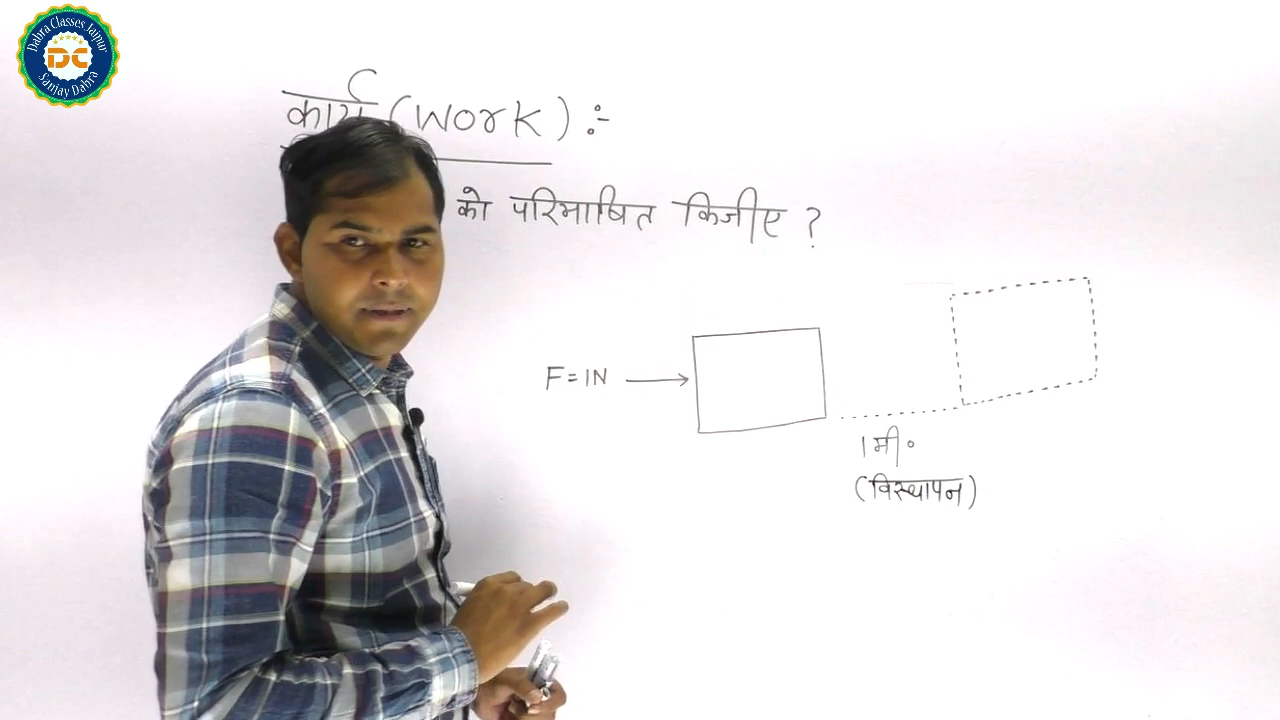 Dabra Classes Jaipur
DC
Sanjay Dabra
कार्य (Work) :-
को परिभाषित किजीए ?
F = 1N
1 मी०
(विस्थापन)